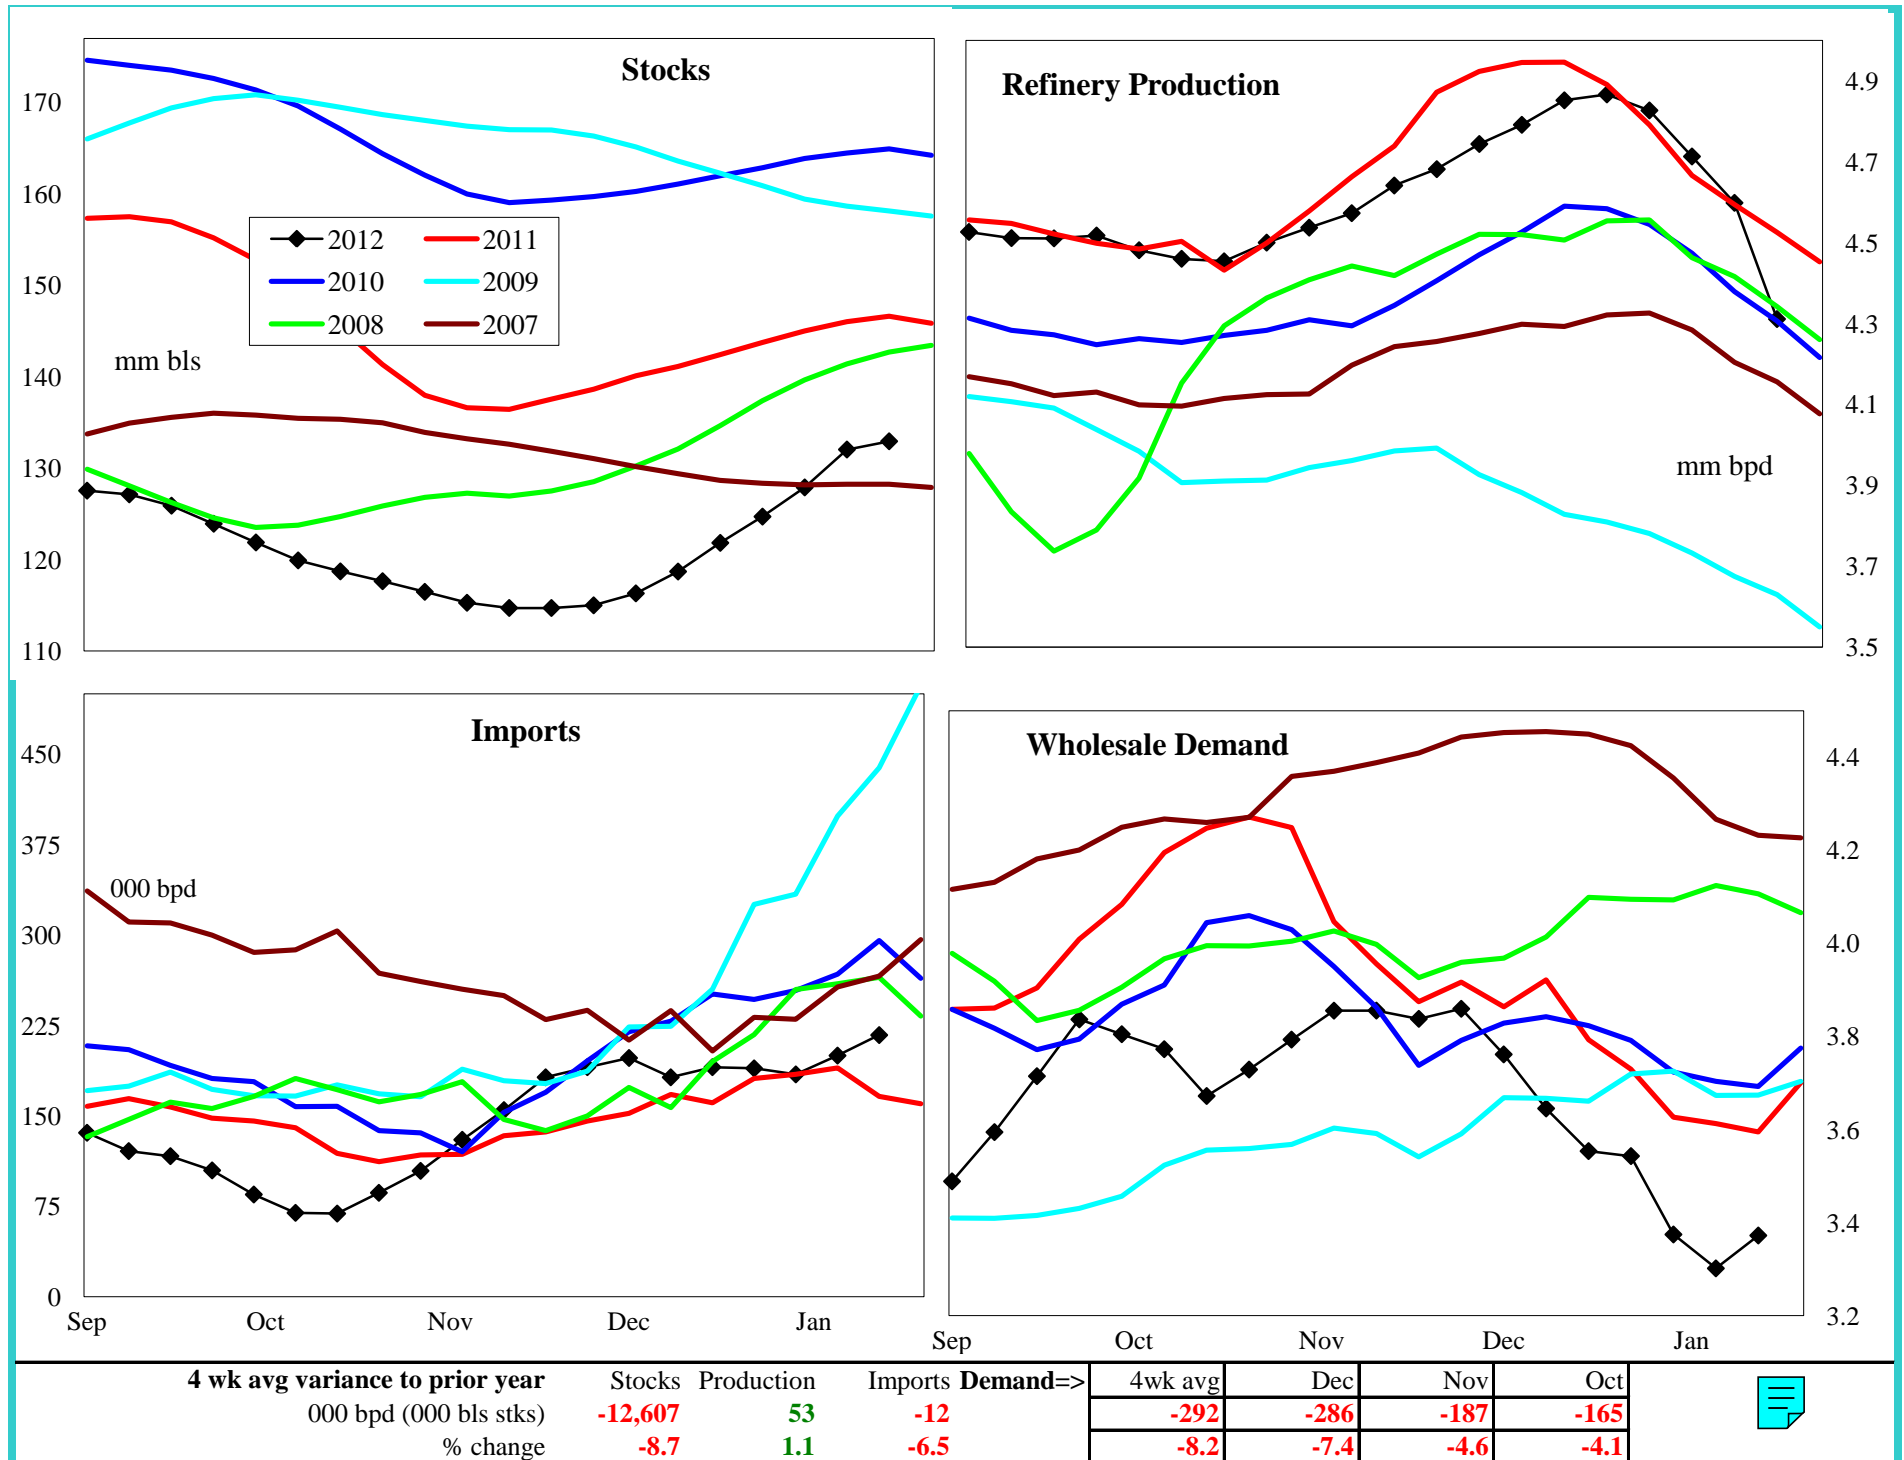 Stocks
170
160
150
140
130
120
110
2012
2011
2010
2009
2008
2007
mm bls
Refinery Production
4.9
4.7
4.5
4.3
4.1
3.9
3.7
3.5
mm bpd
Imports
450
375
300
225
150
75
0
000 bpd
Sep Oct Nov Dec Jan
Wholesale Demand
4.4
4.2
4.0
3.8
3.6
3.4
3.2
Sep Oct Nov Dec Jan
4 wk avg variance to prior year Stocks Production Imports Demand=> 4wk avg Dec Nov Oct
000 bpd (000 bls stks) -12,607 53 -12 -292 -286 -187 -165
% change -8.7 1.1 -6.5 -8.2 -7.4 -4.6 -4.1